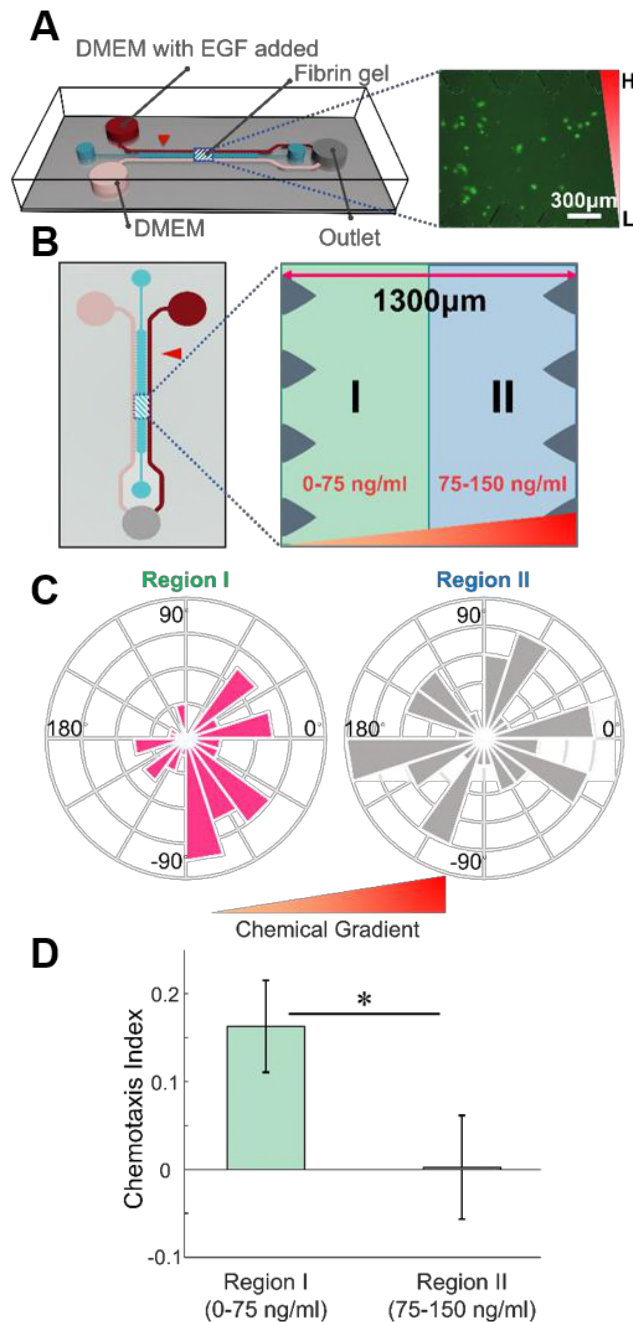 A
DMEM with EGF added
Fibrin gel
H
300μm
L
DMEM
Outlet
B
1300μm
I
II
0-75 ng/ml
75-150 ng/ml
C
Region I
Region II
90°
90°
180°
0°
180°
0°
-90°
-90°
Chemical Gradient
D
Chemotaxis Index
0.2
*
0.1
0
-0.1
Region I
(0-75 ng/ml)
Region II
(75-150 ng/ml)